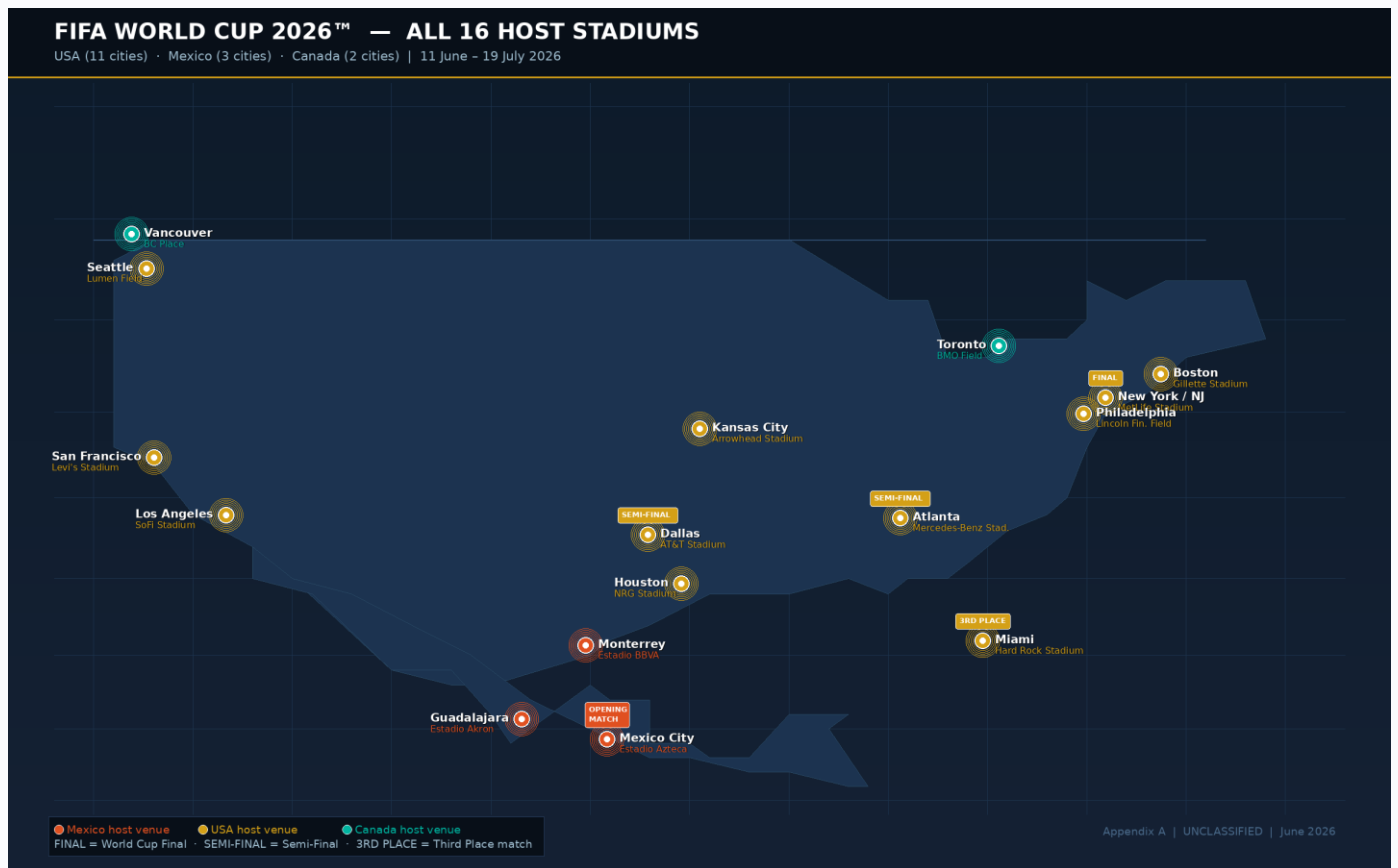 FIFA WORLD CUP 2026™ — ALL 16 HOST STADIUMS
USA (11 cities) · Mexico (3 cities) · Canada (2 cities) | 11 June – 19 July 2026
Vancouver
BC Place
Seattle
Lumen Field
Toronto
BMO Field
Boston
Gillette Stadium
FINAL
New York / NJ
MetLife Stadium
Philadelphia
Lincoln Fin. Field
Kansas City
Arrowhead Stadium
San Francisco
Levi's Stadium
Los Angeles
SoFi Stadium
SEMI-FINAL
Dallas
AT&T Stadium
SEMI-FINAL
Atlanta
Mercedes-Benz Stad.
Houston
NRG Stadium
3RD PLACE
Miami
Hard Rock Stadium
Monterrey
Estadio BBVA
Guadalajara
Estadio Akron
OPENING
MATCH
Mexico City
Estadio Azteca
Mexico host venue
USA host venue
Canada host venue
FINAL = World Cup Final · SEMI-FINAL = Semi-Final · 3RD PLACE = Third Place match
Appendix A | UNCLASSIFIED | June 2026